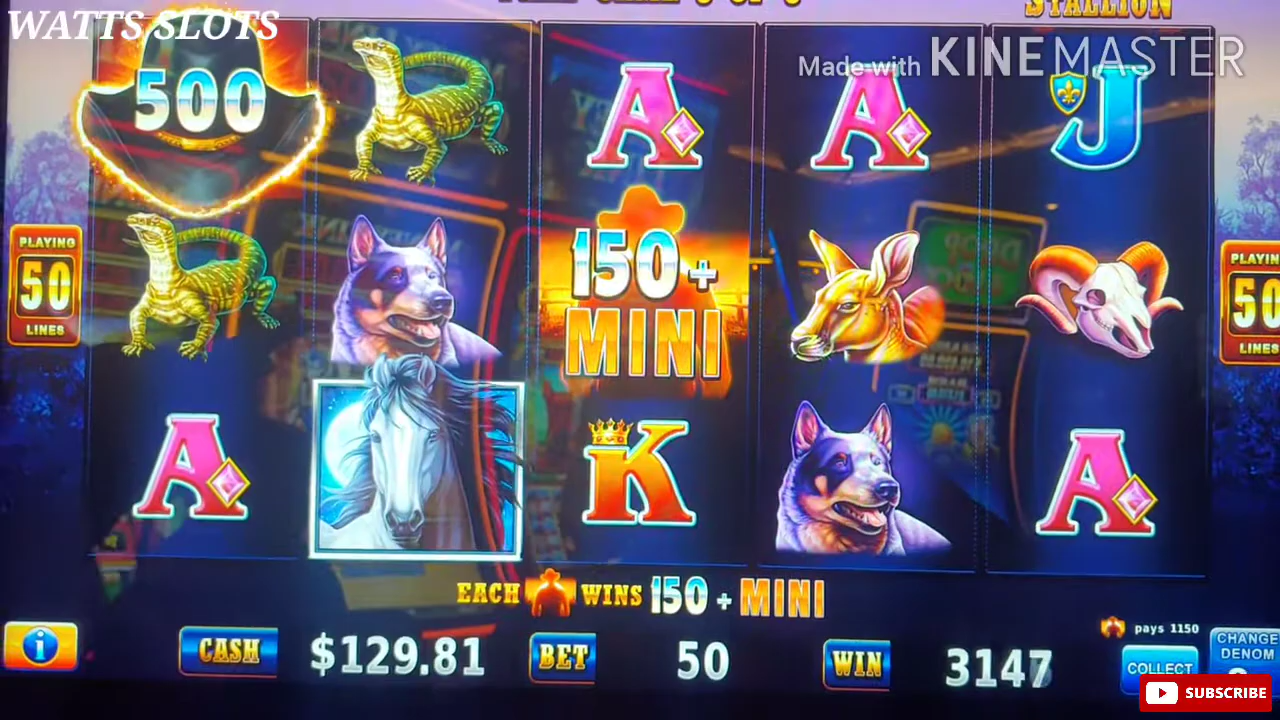 WATTS SLOTS
STALLION
Made with KINEMASTER
500
A
A
J
PLAYING
50
LINES
150+
MINI
PLAYING
50
LINES
A
K
A
EACH WINS 150 + MINI
pays 1150
i
CASH $129.81 BET 50 WIN 3147
COLLECT
CHANGE
DENOM
SUBSCRIBE